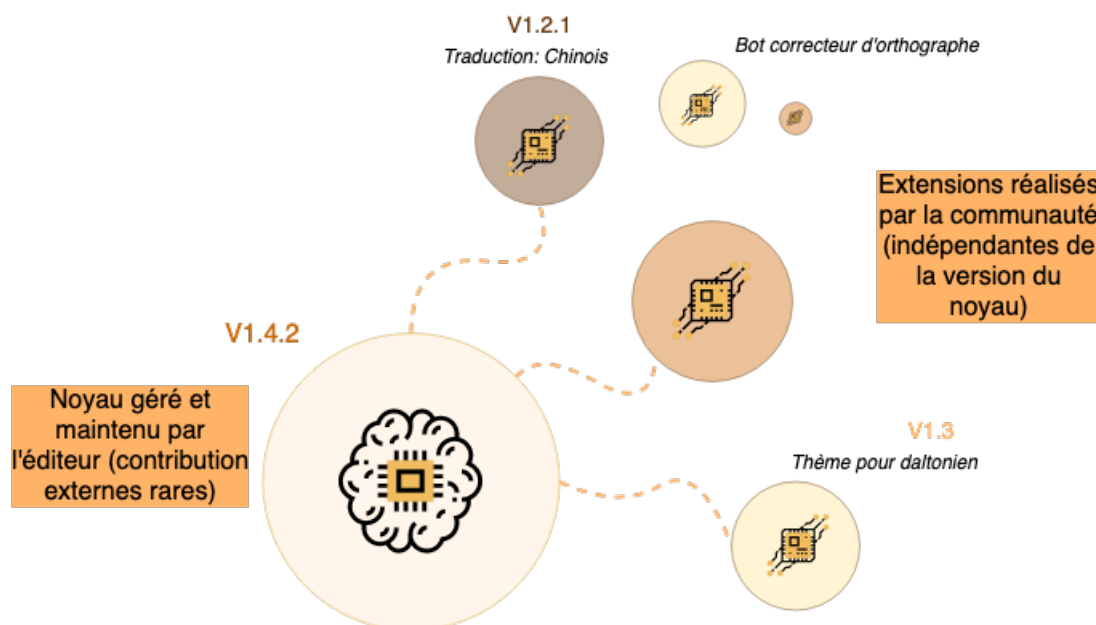 V1.2.1
Traduction: Chinois
Bot correcteur d'orthographe
Extensions réalisés
par la communauté
(indépendantes de
la version du
noyau)
V1.4.2
Noyau géré et
maintenu par
l'éditeur (contribution
externes rares)
V1.3
Thème pour daltonien